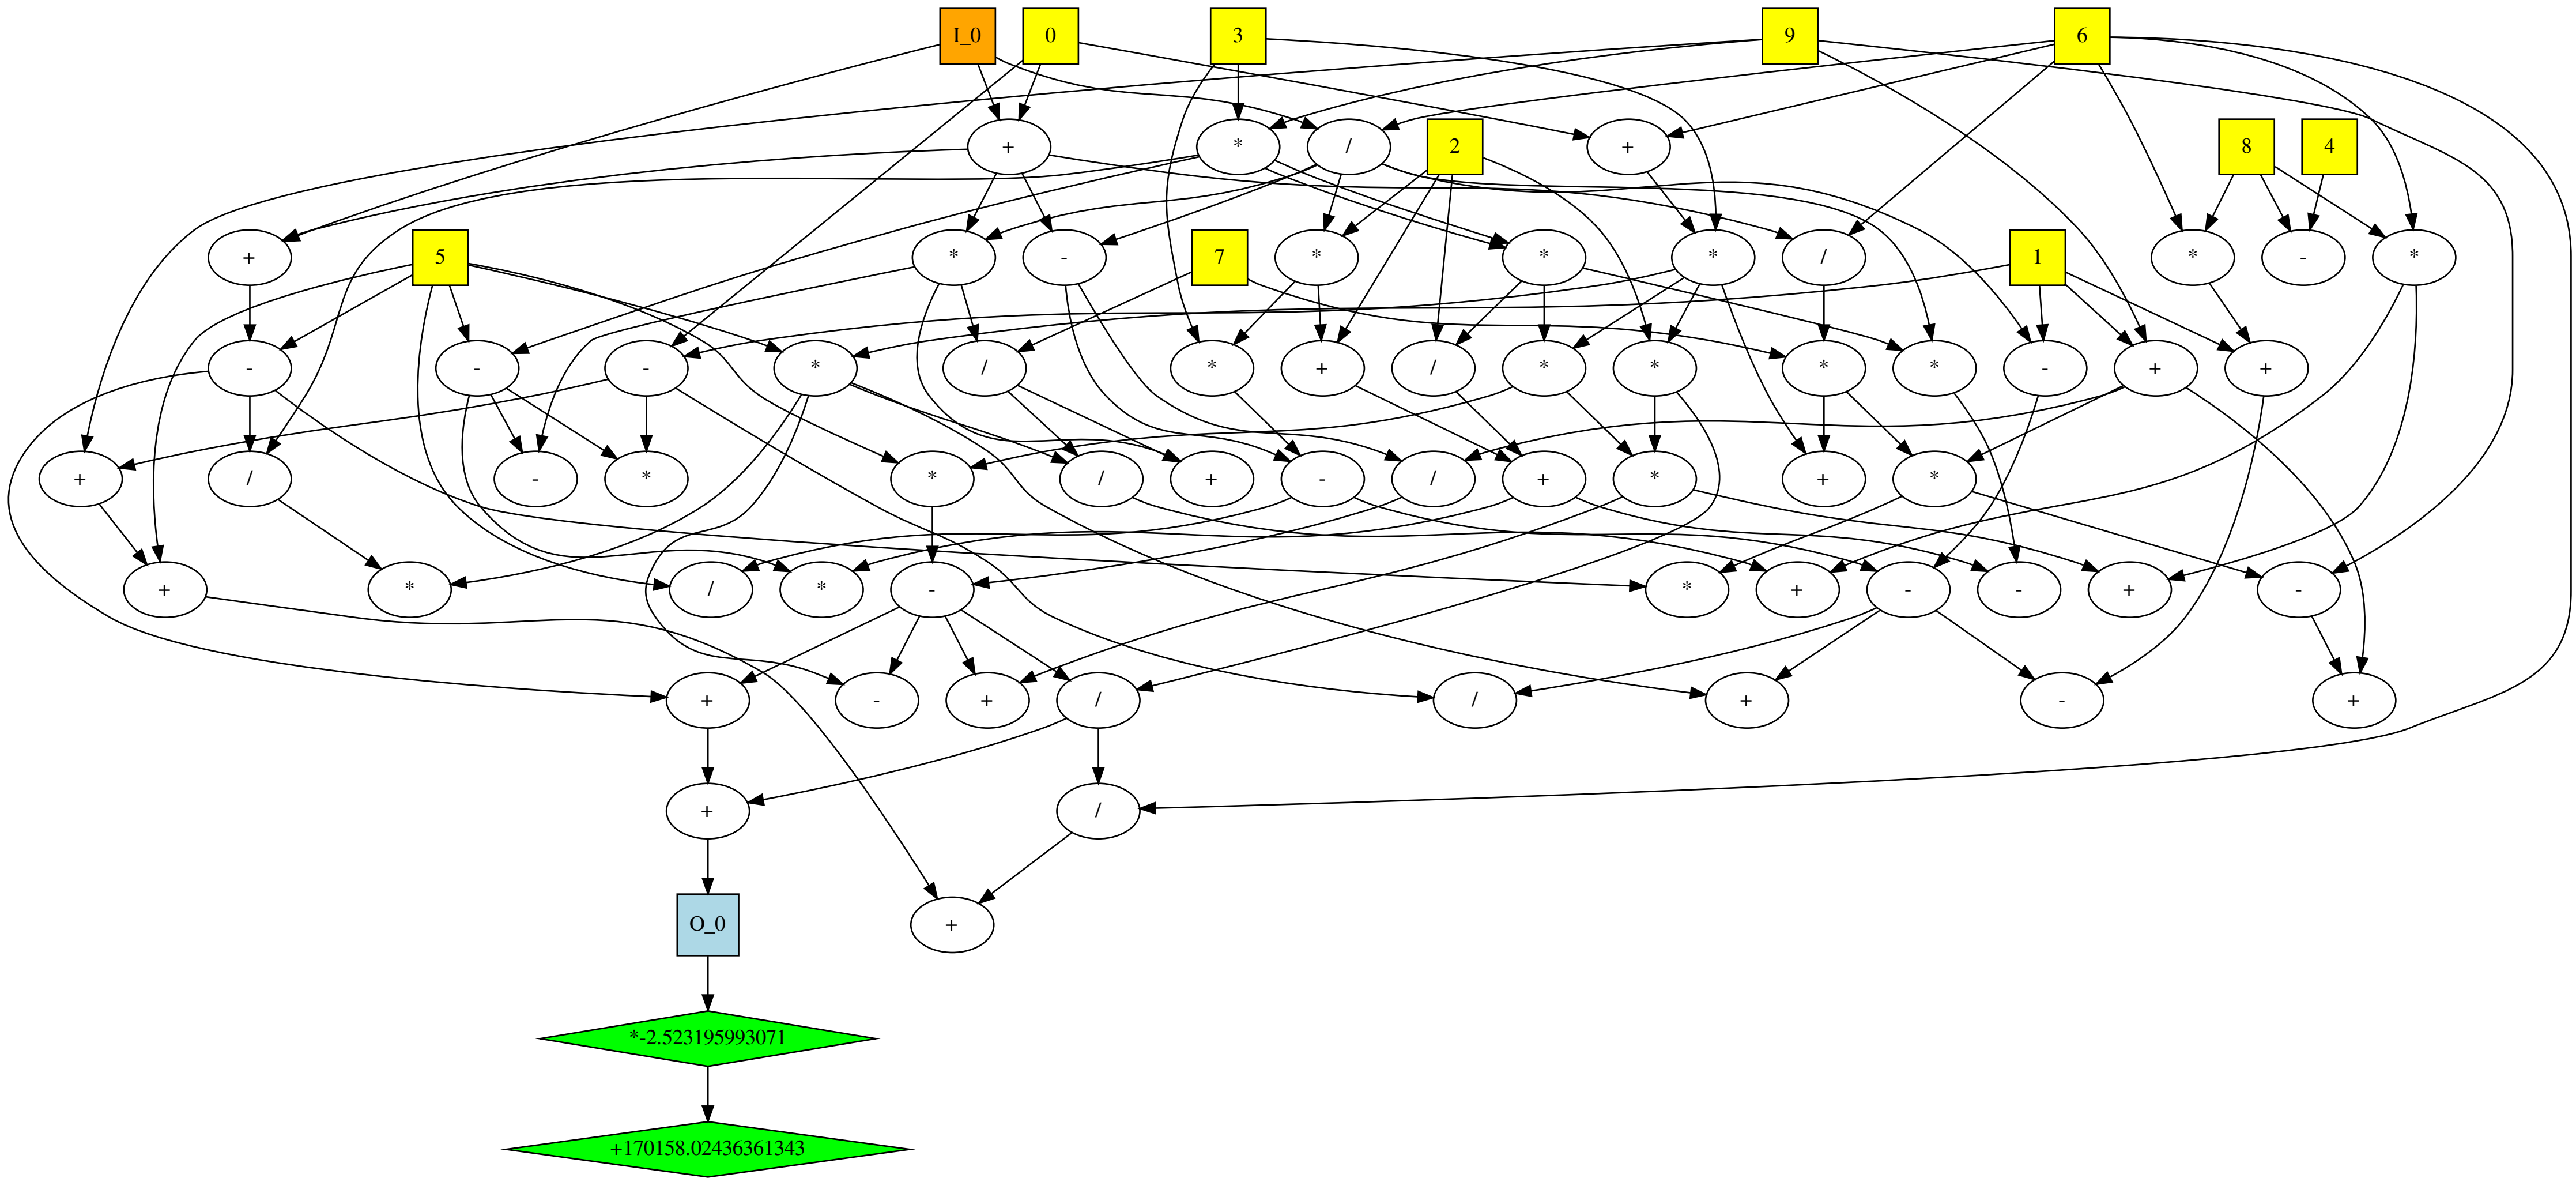 I_0 0 3 9 6
+ * / 2 + 8 4
+ 5 * - 7 * * * / 1 * - *
- - - * / * + / * * * * - + +
+ / - * * / + - / + * + *
+ * / * - * + - - + -
+ - + / / + - +
+ /
O_0 +
*-2.523195993071
+170158.02436361343